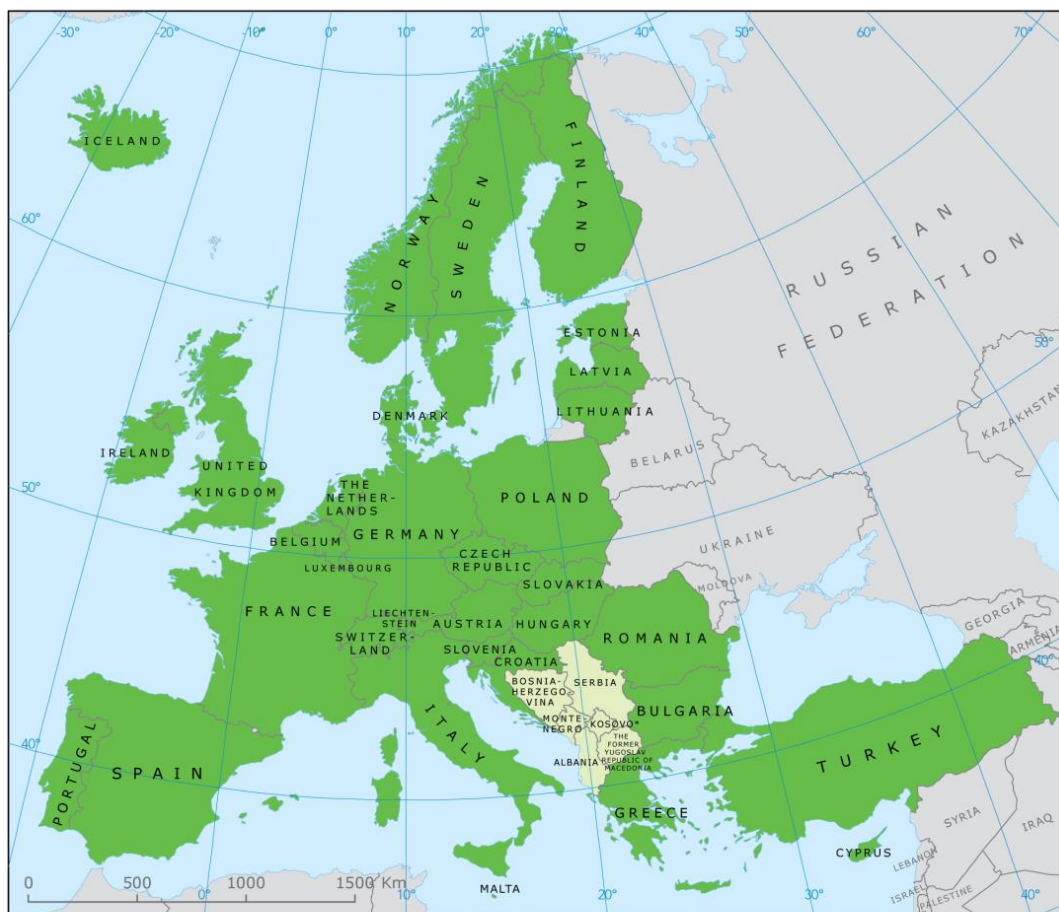 -30°
-20°
-10°
0°
10°
20°
30°
40°
50°
60°
70°
ICELAND
60°
FINLAND
SWEDEN
NORWAY
RUSSIAN
FEDERATION
50°
ESTONIA
LATVIA
LITHUANIA
KAZAKHSTAN
DENMARK
BELARUS
IRELAND
UNITED
KINGDOM
50°
THE
NETHER-
LANDS
POLAND
GERMANY
BELGIUM
LUXEMBOURG
CZECH
REPUBLIC
UKRAINE
SLOVAKIA
MOLDOVA
FRANCE
LIECHTEN-
STEIN
AUSTRIA
HUNGARY
SWITZER-
LAND
ROMANIA
GEORGIA
ARMENIA
40°
SLOVENIA
CROATIA
BOSNIA-
HERZEGO-
VINA
SERBIA
MONTE-
NEGRO
KOSOVO*
BULGARIA
THE
FORMER
YUGOSLAV
REPUBLIC OF
MACEDONIA
ALBANIA
ITALY
40°
PORTUGAL
SPAIN
TURKEY
GREECE
CYPRUS
SYRIA
IRAQ
LEBANON
ISRAEL
PALESTINE
MALTA
0
500
1000
1500 Km
0°
10°
20°
30°
40°